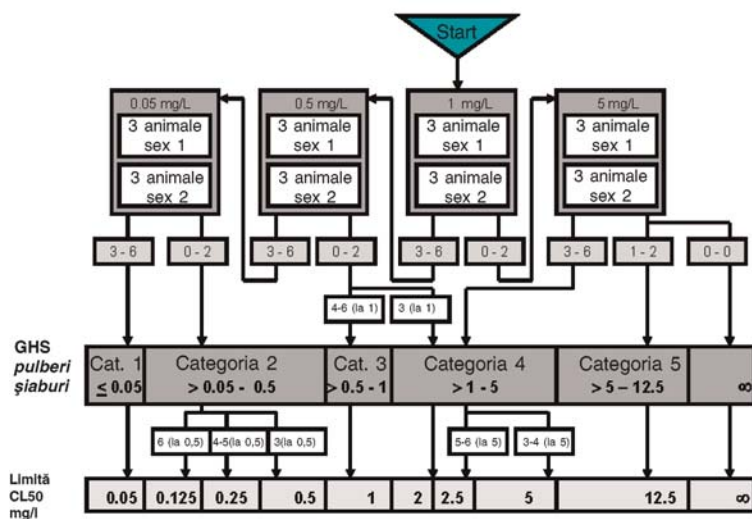 Start
0.05 mg/L
0.5 mg/L
1 mg/L
5 mg/L
3 animale
sex 1
3 animale
sex 1
3 animale
sex 1
3 animale
sex 1
3 animale
sex 2
3 animale
sex 2
3 animale
sex 2
3 animale
sex 2
3 - 6
0 - 2
3 - 6
0 - 2
3 - 6
0 - 2
3 - 6
1 - 2
0 - 0
4-6 (la 1)
3 (la 1)
GHS
pulberi
şiaburi
Cat. 1
≤ 0.05
Categoria 2
> 0.05 - 0.5
Cat. 3
> 0.5 - 1
Categoria 4
> 1 - 5
Categoria 5
> 5 – 12.5
∞
6 (la 0,5)
4-5(la 0,5)
3(la 0,5)
5-6 (la 5)
3-4 (la 5)
Limită
CL50
mg/l
0.05
0.125
0.25
0.5
1
2
2.5
5
12.5
∞